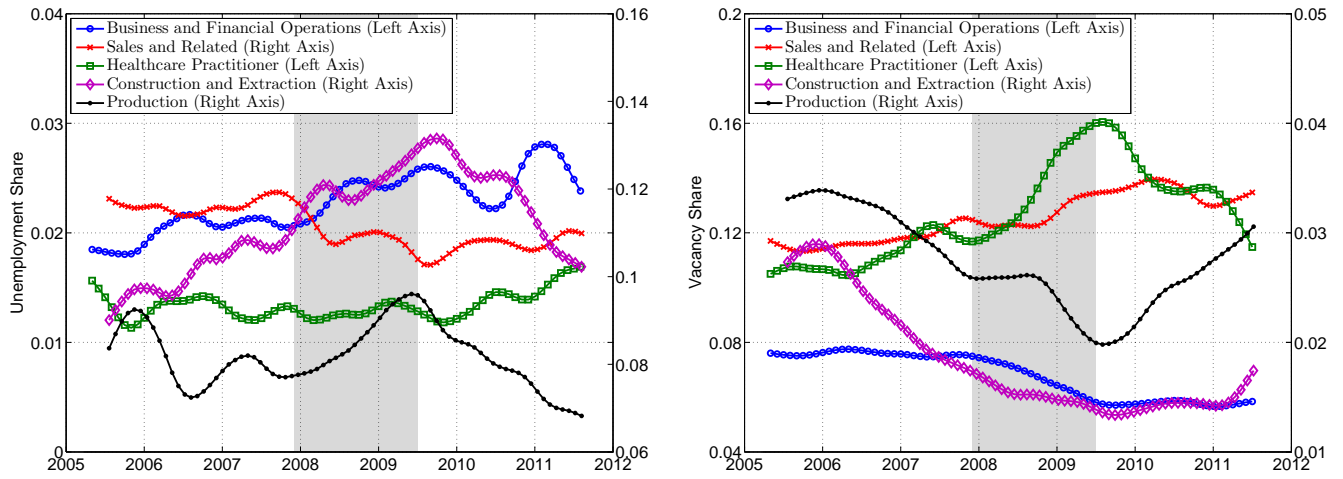 Business and Financial Operations (Left Axis)
Sales and Related (Right Axis)
Healthcare Practitioner (Left Axis)
Construction and Extraction (Right Axis)
Production (Right Axis)
Unemployment Share
0.04
0.03
0.02
0.01
0
0.16
0.14
0.12
0.10
0.08
0.06
2005 2006 2007 2008 2009 2010 2011 2012
Business and Financial Operations (Left Axis)
Sales and Related (Left Axis)
Healthcare Practitioner (Left Axis)
Construction and Extraction (Right Axis)
Production (Right Axis)
Vacancy Share
0.2
0.16
0.12
0.08
0.04
0.05
0.04
0.03
0.02
0.01
2005 2006 2007 2008 2009 2010 2011 2012